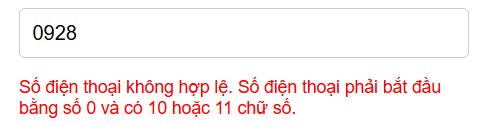 0928
Số điện thoại không hợp lệ. Số điện thoại phải bắt đầu
bằng số 0 và có 10 hoặc 11 chữ số.